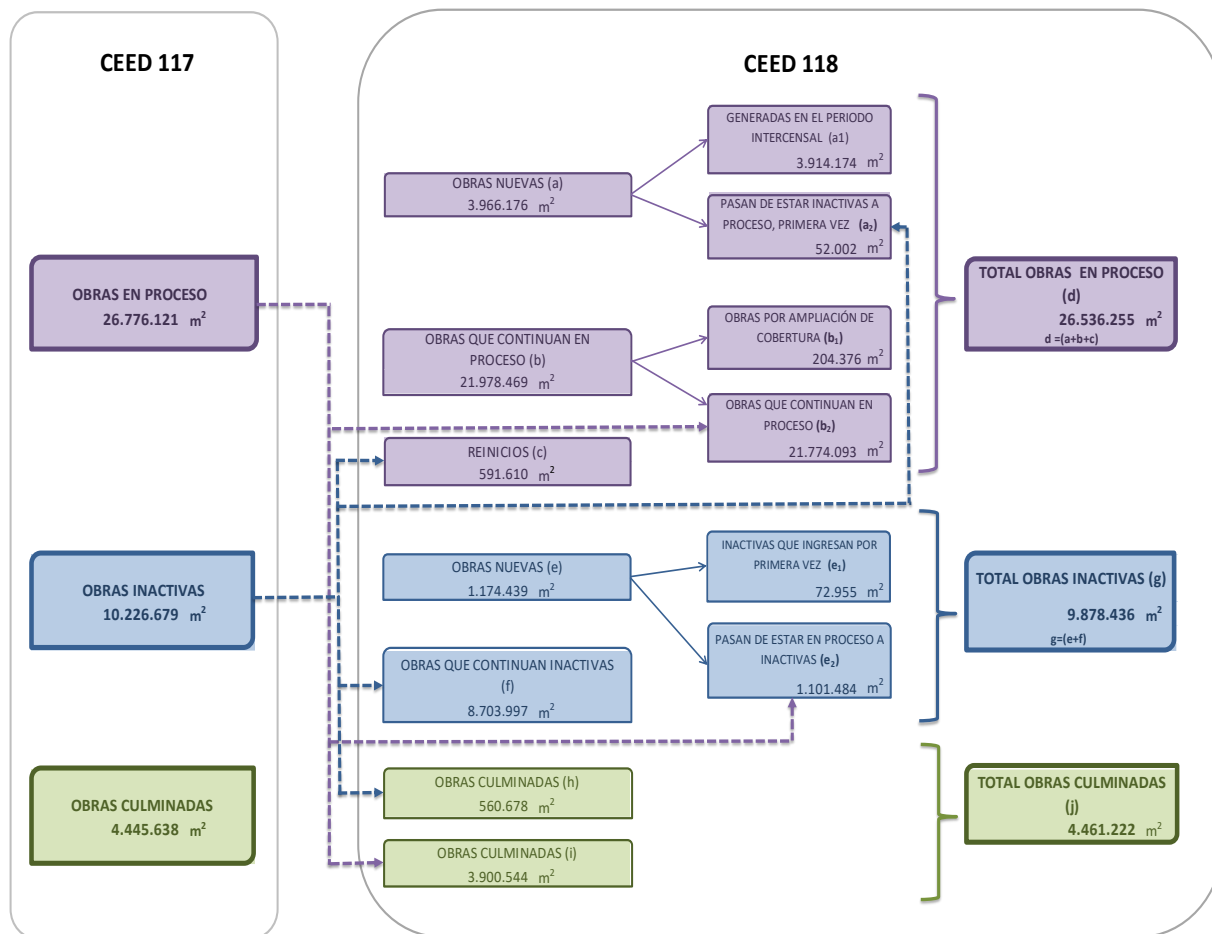 CEED 117
OBRAS EN PROCESO
26.776.121 m²
OBRAS INACTIVAS
10.226.679 m²
OBRAS CULMINADAS
4.445.638 m²
CEED 118
OBRAS NUEVAS (a)
3.966.176 m²
GENERADAS EN EL PERIODO
INTERCENSAL (a1)
3.914.174 m²
PASAN DE ESTAR INACTIVAS A
PROCESO, PRIMERA VEZ (a₂)
52.002 m²
OBRAS QUE CONTINUAN EN
PROCESO (b)
21.978.469 m²
OBRAS POR AMPLIACIÓN DE
COBERTURA (b₁)
204.376 m²
OBRAS QUE CONTINUAN EN
PROCESO (b₂)
21.774.093 m²
REINICIOS (c)
591.610 m²
TOTAL OBRAS EN PROCESO
(d)
26.536.255 m²
d =(a+b+c)
OBRAS NUEVAS (e)
1.174.439 m²
INACTIVAS QUE INGRESAN POR
PRIMERA VEZ (e₁)
72.955 m²
PASAN DE ESTAR EN PROCESO A
INACTIVAS (e₂)
1.101.484 m²
OBRAS QUE CONTINUAN INACTIVAS
(f)
8.703.997 m²
TOTAL OBRAS INACTIVAS (g)
9.878.436 m²
g=(e+f)
OBRAS CULMINADAS (h)
560.678 m²
OBRAS CULMINADAS (i)
3.900.544 m²
TOTAL OBRAS CULMINADAS
(j)
4.461.222 m²